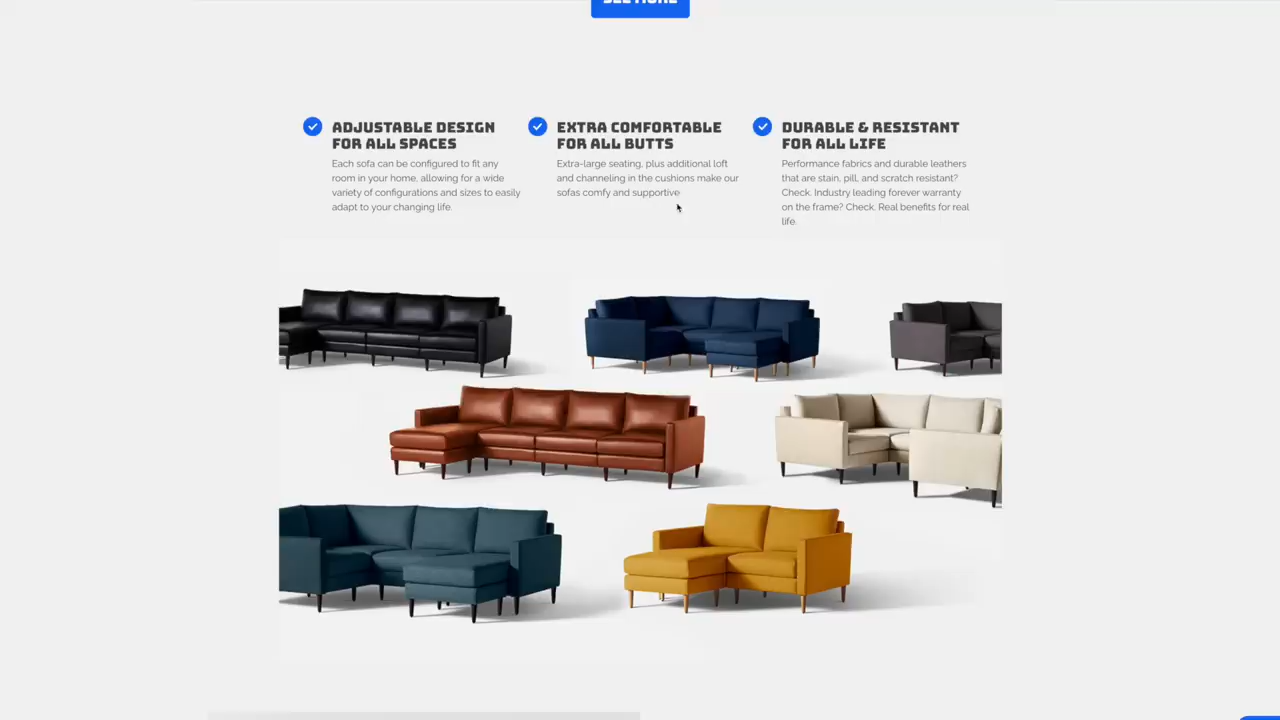 SEE MORE
ADJUSTABLE DESIGN
FOR ALL SPACES
Each sofa can be configured to fit any
room in your home, allowing for a wide
variety of configurations and sizes to easily
adapt to your changing life.
EXTRA COMFORTABLE
FOR ALL BUTTS
Extra-large seating, plus additional loft
and channeling in the cushions make our
sofas comfy and supportive
DURABLE & RESISTANT
FOR ALL LIFE
Performance fabrics and durable leathers
that are stain, pill, and scratch resistant?
Check. Industry leading forever warranty
on the frame? Check. Real benefits for real
life.